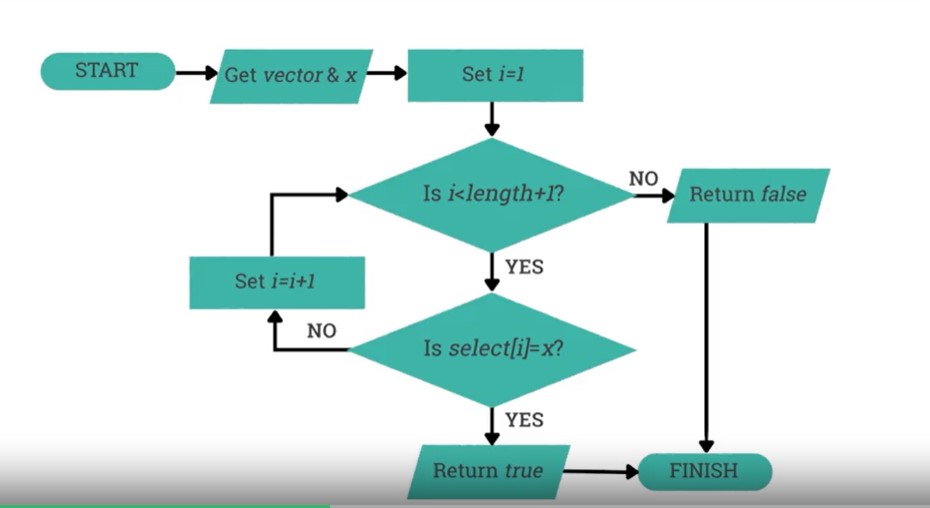 START
Get vector & x
Set i=1
Is i<length+1?
NO
Return false
YES
Set i=i+1
NO
Is select[i]=x?
YES
Return true
FINISH